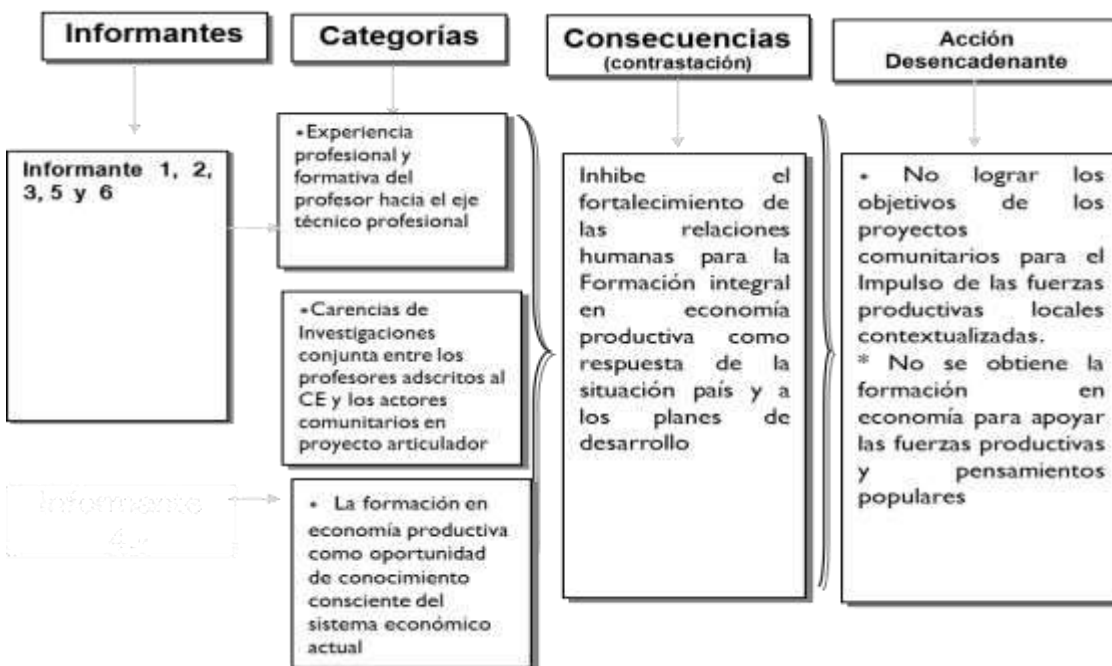 Informantes
Categorías
Consecuencias
(contrastación)
Acción
Desencadenante
Informante 1, 2,
3, 5 y 6
•Experiencia
profesional y
formativa del
profesor hacia el eje
técnico profesional
•Carencias de
Investigaciones
conjunta entre los
profesores adscritos al
CE y los actores
comunitarios en
proyecto articulador
Informante
4.-
• La formación en
economía productiva
como oportunidad
de conocimiento
consciente del
sistema económico
actual
Inhibe el
fortalecimiento de
las relaciones
humanas para la
Formación integral
en economía
productiva como
respuesta de la
situación país y a
los planes de
desarrollo
• No lograr los
objetivos de los
proyectos
comunitarios para el
Impulso de las fuerzas
productivas locales
contextualizadas.
* No se obtiene la
formación en
economía para apoyar
las fuerzas productivas
y pensamientos
populares